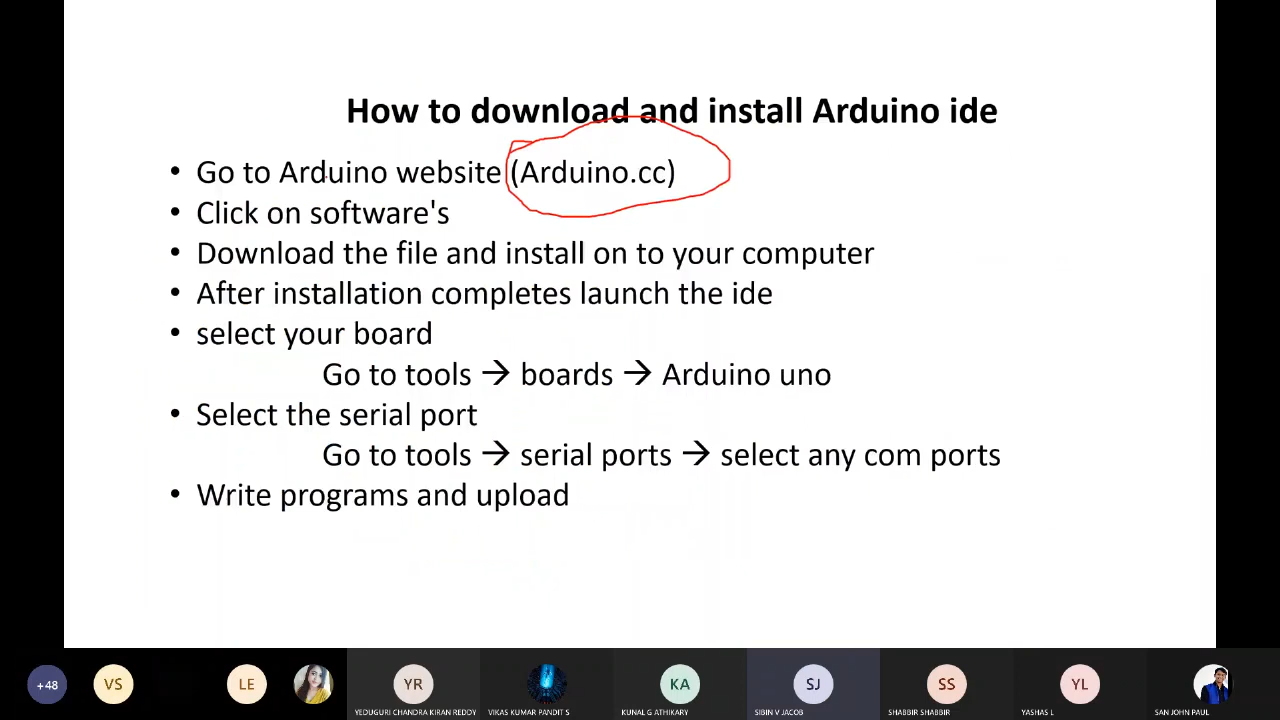 How to download and install Arduino ide
• Go to Arduino website (Arduino.cc)
• Click on software's
• Download the file and install on to your computer
• After installation completes launch the ide
• select your board
Go to tools → boards → Arduino uno
• Select the serial port
Go to tools → serial ports → select any com ports
• Write programs and upload
+48 VS LE YR KA SJ SS YL
YEDUGURI CHANDRA KIRAN REDDY VIKAS KUMAR PANDIT S KUNAL G ATHIKARY SIBIN V JACOB SHABBIR SHABBIR YASHAS L SAN JOHN PAUL